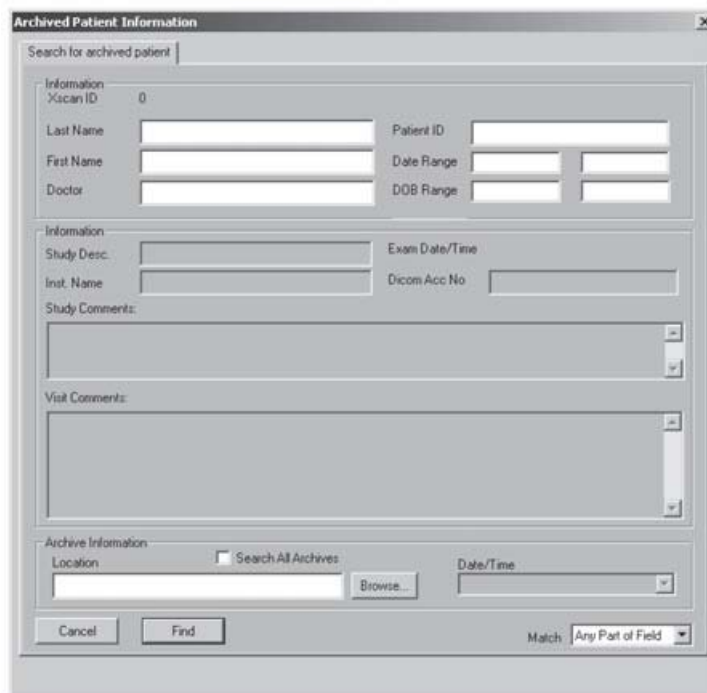 Archived Patient Information
Search for archived patient
Information
Xscan ID 0
Last Name Patient ID
First Name Date Range
Doctor DOB Range
Information
Study Desc. Exam Date/Time
Inst. Name Dicom Acc No
Study Comments:
Visit Comments:
Archive Information
Location Search All Archives Date/Time
Browse...
Cancel Find Match Any Part of Field